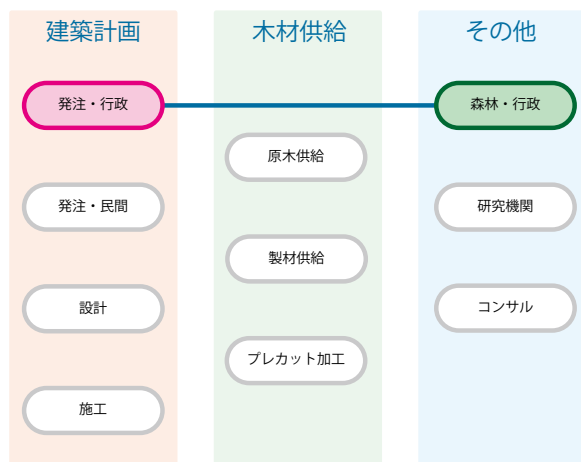 建築計画
木材供給
その他
発注・行政
森林・行政
原木供給
発注・民間
研究機関
製材供給
設計
コンサル
プレカット加工
施工